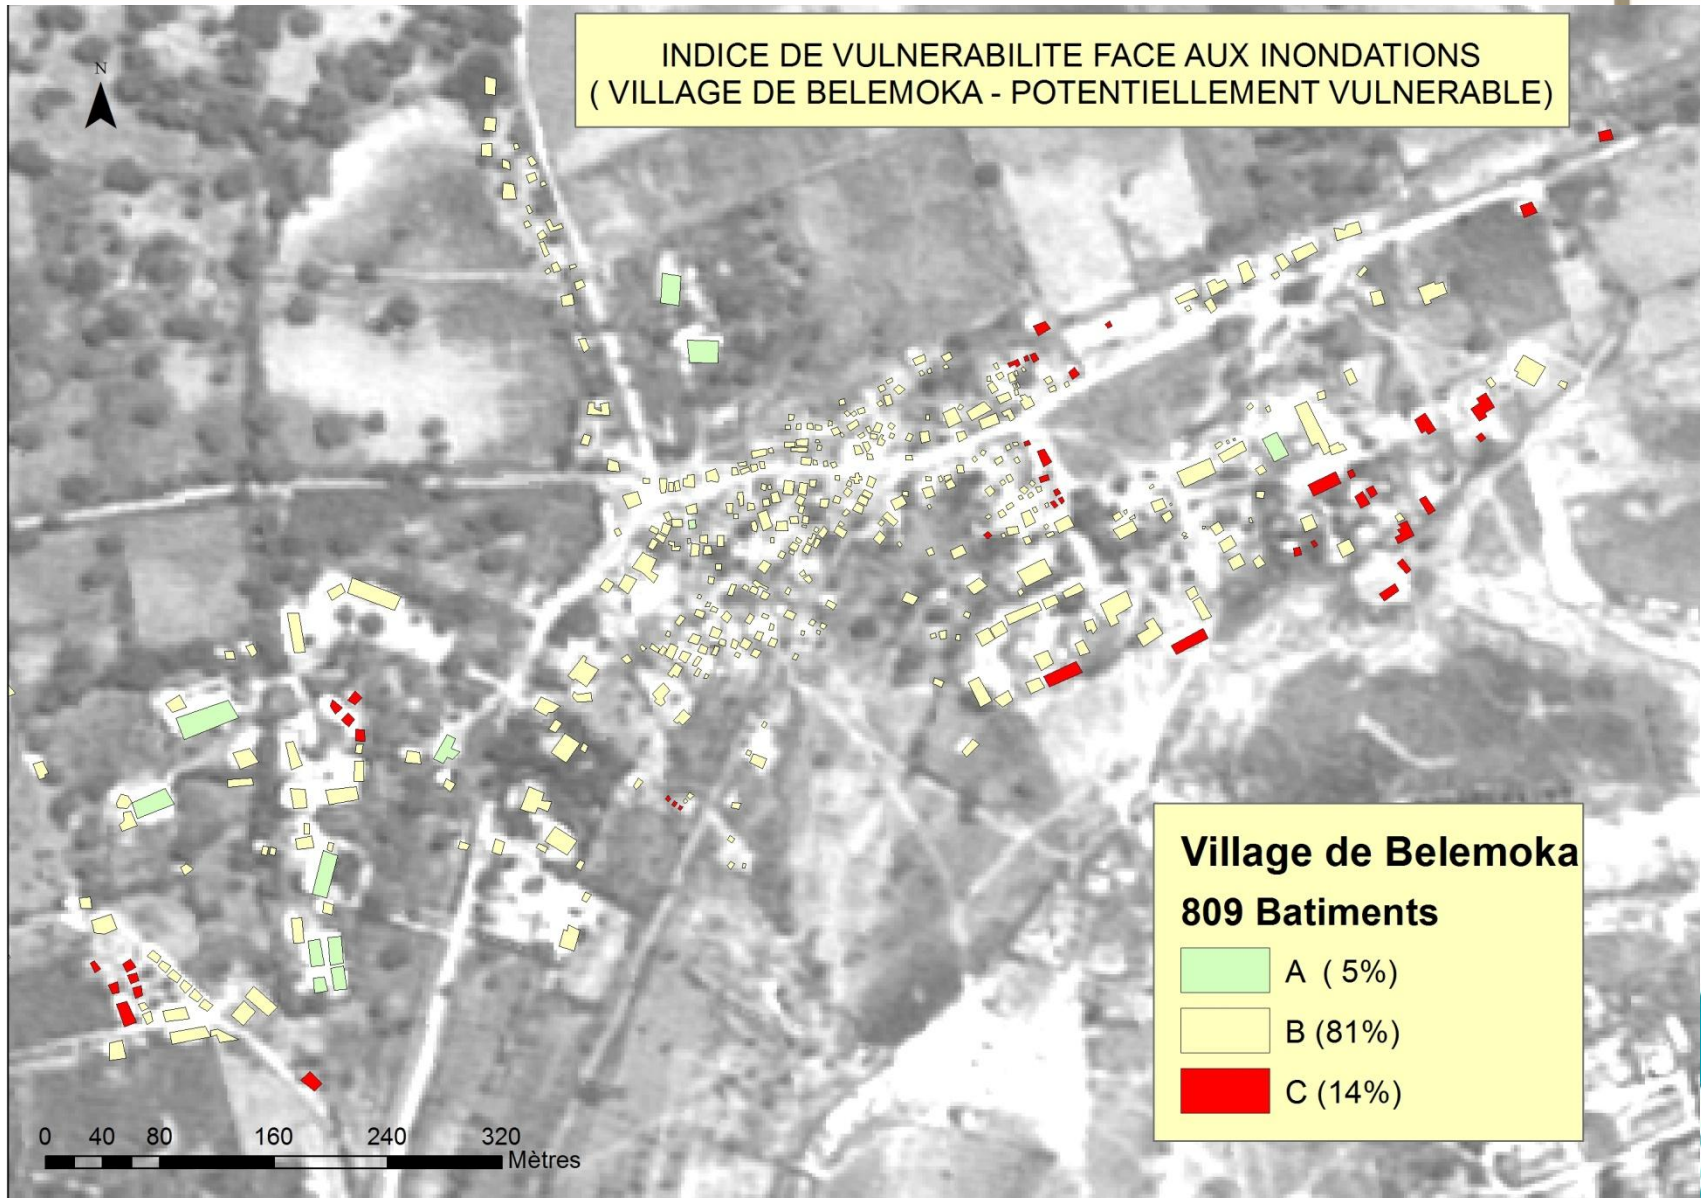 INDICE DE VULNERABILITE FACE AUX INONDATIONS
( VILLAGE DE BELEMOKA - POTENTIELLEMENT VULNERABLE)
N
Village de Belemoka
809 Batiments
A ( 5%)
B (81%)
C (14%)
0 40 80 160 240 320
Mètres